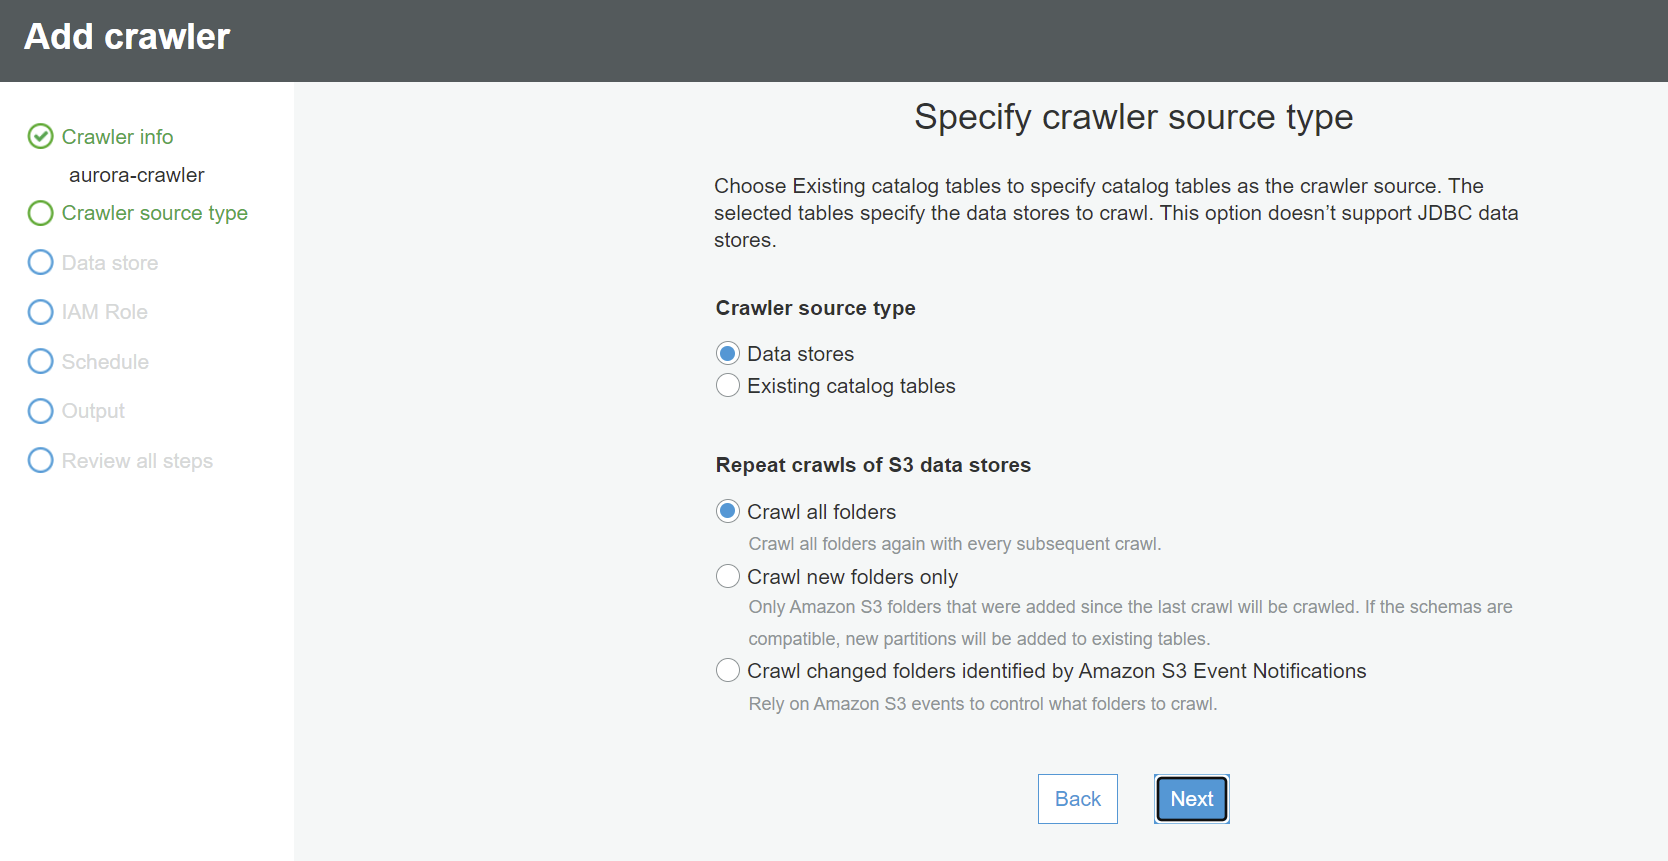 Add crawler
Crawler info
aurora-crawler
Crawler source type
Data store
IAM Role
Schedule
Output
Review all steps
Specify crawler source type
Choose Existing catalog tables to specify catalog tables as the crawler source. The
selected tables specify the data stores to crawl. This option doesn’t support JDBC data
stores.
Crawler source type
Data stores
Existing catalog tables
Repeat crawls of S3 data stores
Crawl all folders
Crawl all folders again with every subsequent crawl.
Crawl new folders only
Only Amazon S3 folders that were added since the last crawl will be crawled. If the schemas are
compatible, new partitions will be added to existing tables.
Crawl changed folders identified by Amazon S3 Event Notifications
Rely on Amazon S3 events to control what folders to crawl.
Back
Next